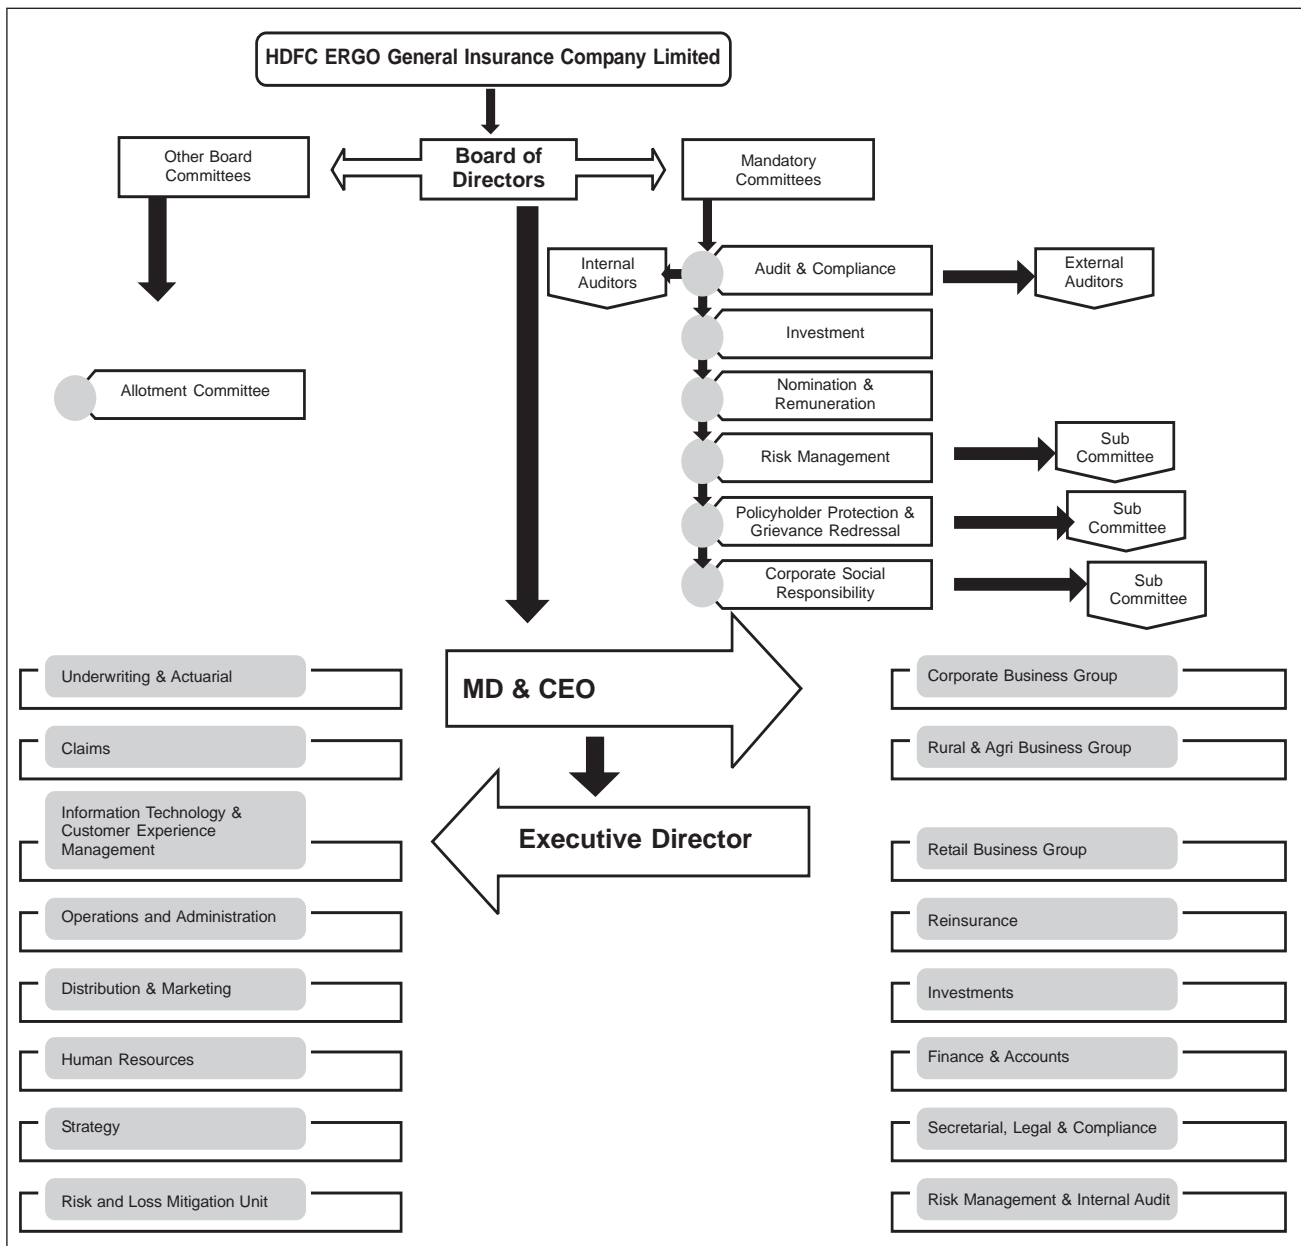 HDFC ERGO General Insurance Company Limited
Other Board
Committees
Board of
Directors
Mandatory
Committees
Internal
Auditors
Audit & Compliance
External
Auditors
Investment
Allotment Committee
Nomination &
Remuneration
Risk Management
Sub
Committee
Policyholder Protection &
Grievance Redressal
Sub
Committee
Corporate Social
Responsibility
Sub
Committee
MD & CEO
Executive Director
Underwriting & Actuarial
Claims
Information Technology &
Customer Experience
Management
Operations and Administration
Distribution & Marketing
Human Resources
Strategy
Risk and Loss Mitigation Unit
Corporate Business Group
Rural & Agri Business Group
Retail Business Group
Reinsurance
Investments
Finance & Accounts
Secretarial, Legal & Compliance
Risk Management & Internal Audit